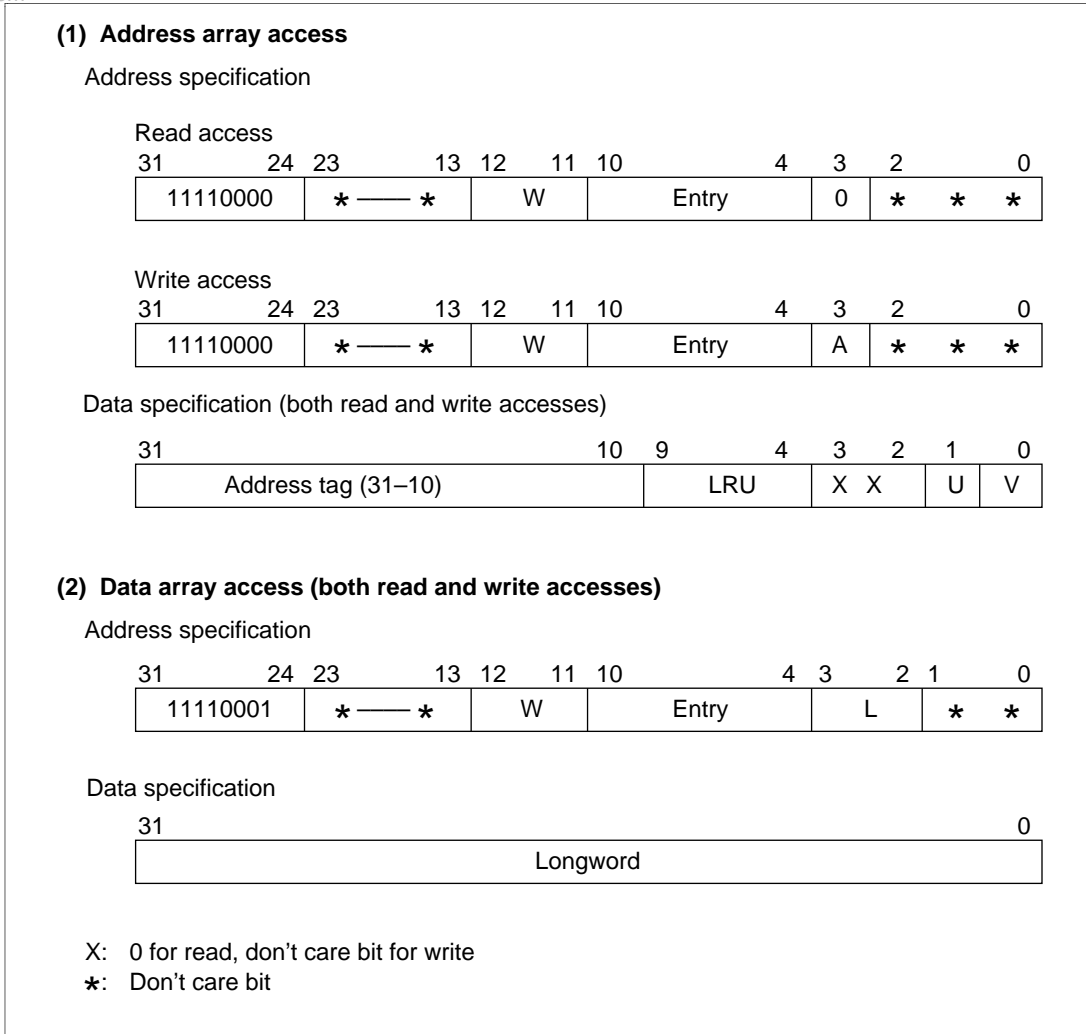 (1) Address array access
Address specification
Read access
31 24 23 13 12 11 10 4 3 2 0
11110000 * — * W Entry 0 * * *
Write access
31 24 23 13 12 11 10 4 3 2 0
11110000 * — * W Entry A * * *
Data specification (both read and write accesses)
31 10 9 4 3 2 1 0
Address tag (31–10) LRU X X U V
(2) Data array access (both read and write accesses)
Address specification
31 24 23 13 12 11 10 4 3 2 1 0
11110001 * — * W Entry L * *
Data specification
31 0
Longword
X: 0 for read, don't care bit for write
*: Don't care bit